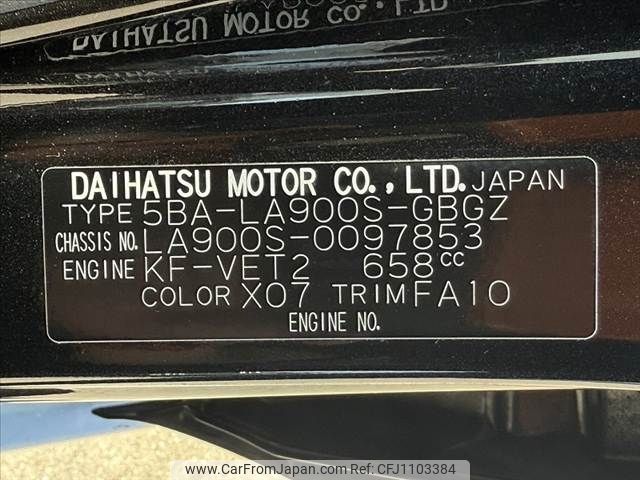 DAIHATSU MOTOR CO., LTD. JAPAN
TYPE 5BA-LA900S-GBGZ
CHASSIS NO. LA900S-0097853
ENGINE KF-VET2 658CC
COLOR X07 TRIM FA10
ENGINE NO.
www.CarFromJapan.com - CFJ1103384